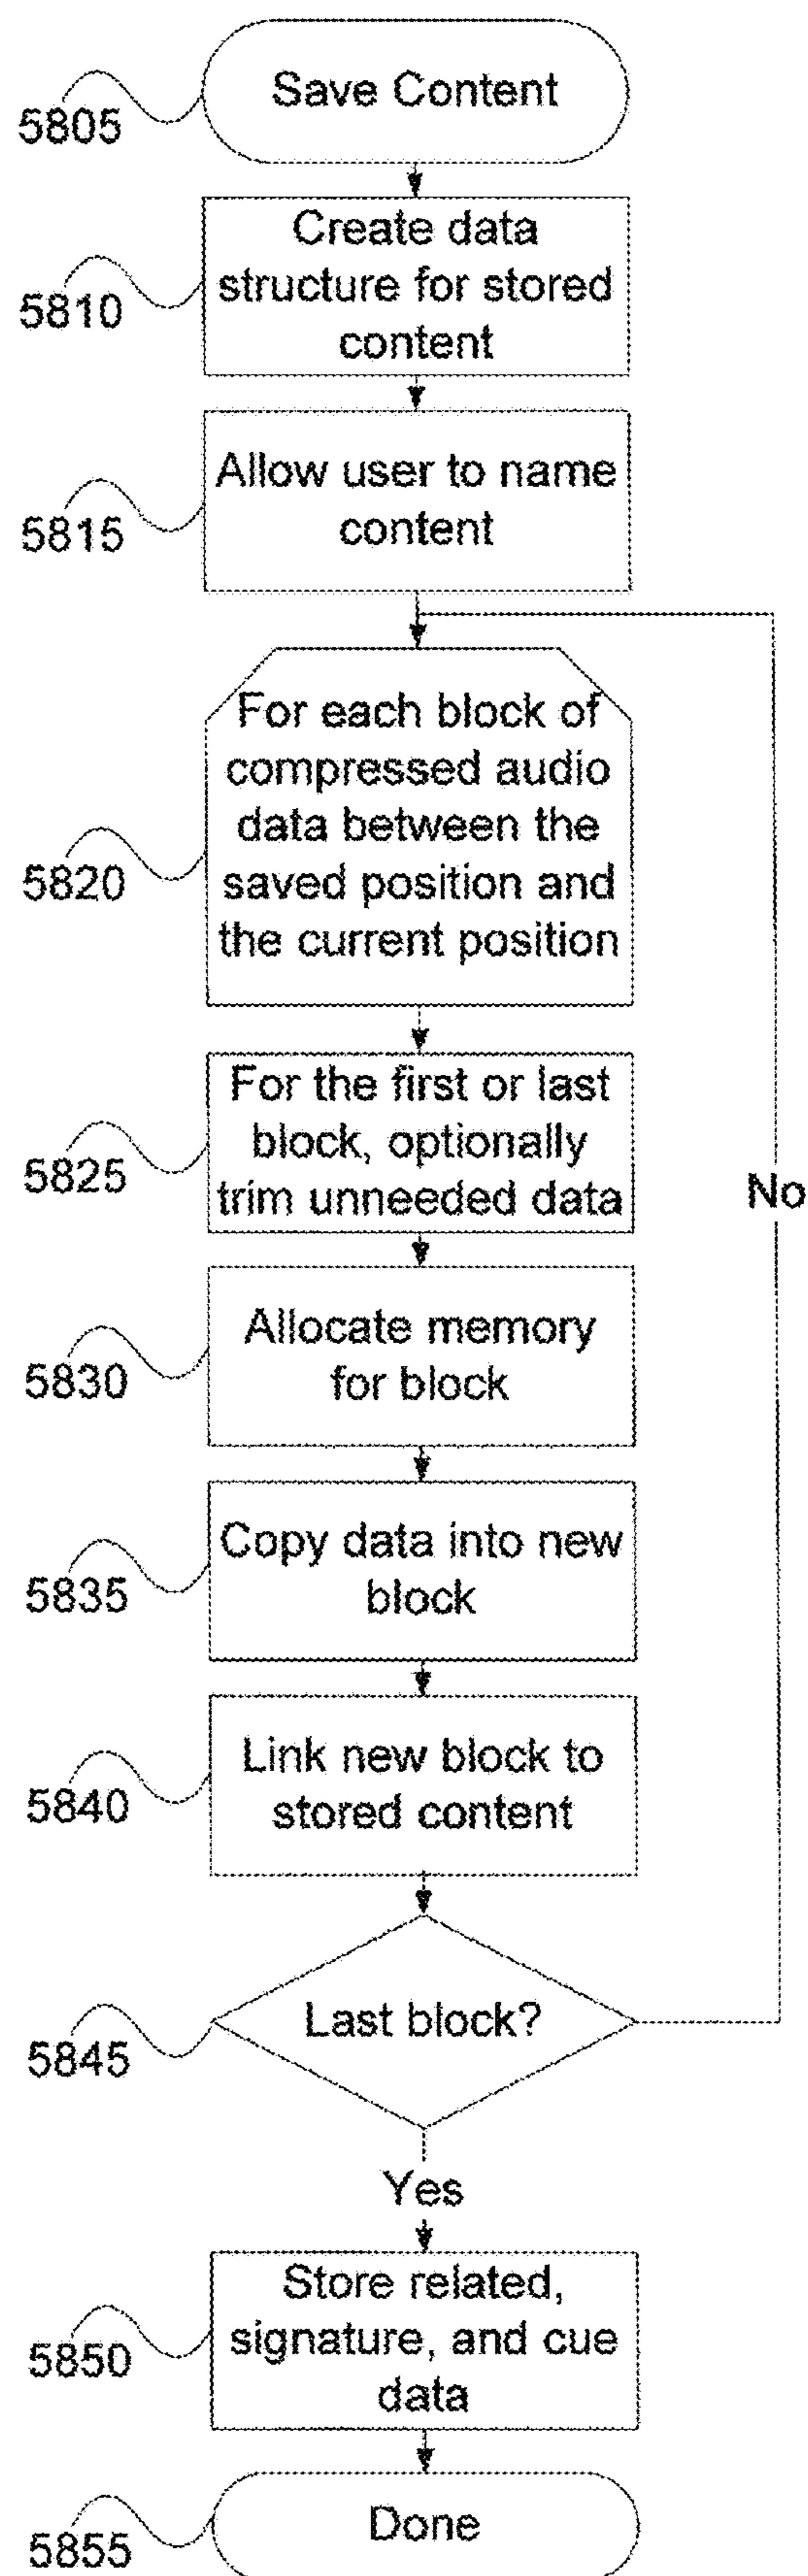 Save Content
5805
Create data
structure for stored
content
5810
Allow user to name
content
5815
For each block of
compressed audio
data between the
saved position and
the current position
5820
For the first or last
block, optionally
trim unneeded data
5825
No
Allocate memory
for block
5830
Copy data into new
block
5835
Link new block to
stored content
5840
Last block?
5845
Yes
Store related,
signature, and cue
data
5850
Done
5855